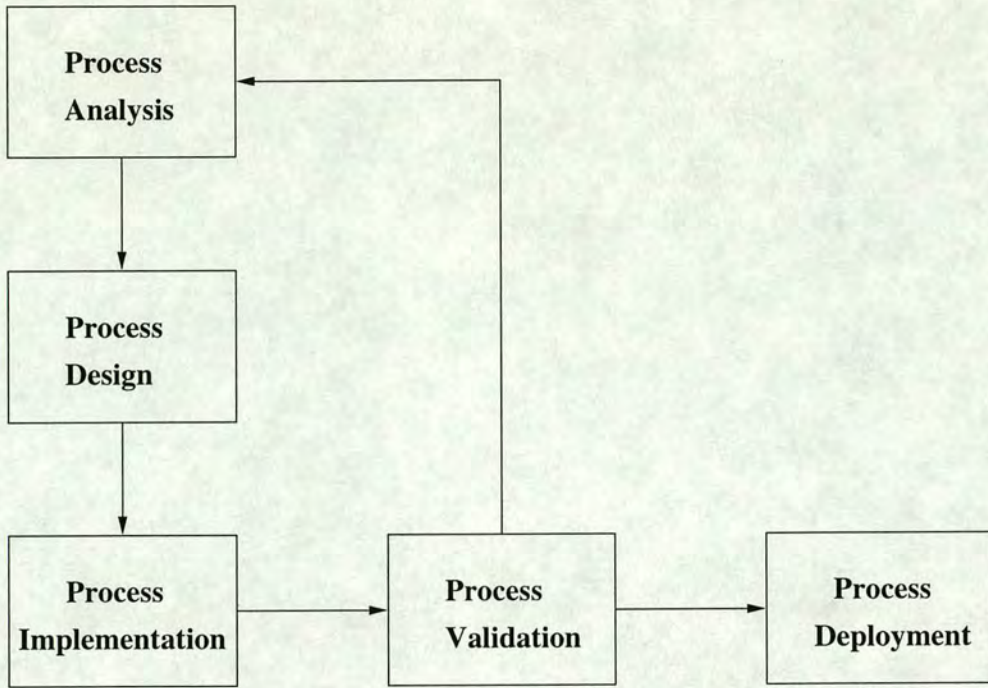 Process
Analysis
Process
Design
Process
Implementation
Process
Validation
Process
Deployment